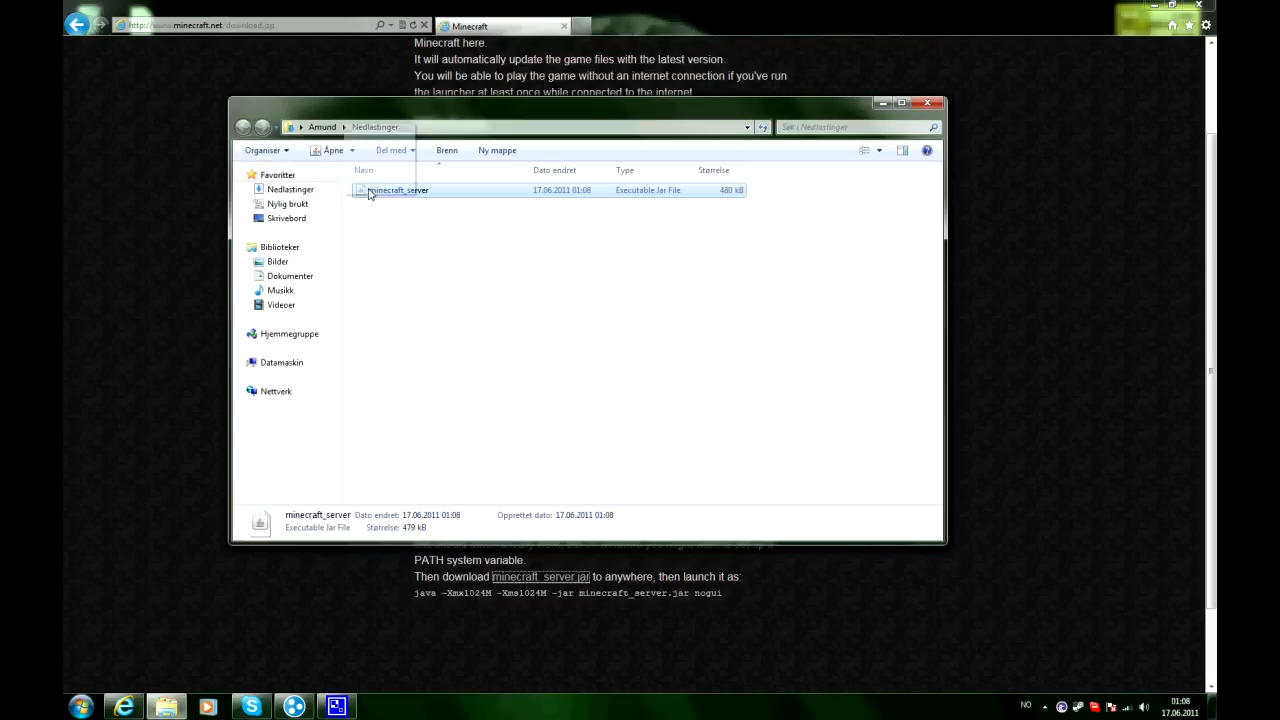 http://www.minecraft.net/download.jsp
Minecraft
Minecraft here.
It will automatically update the game files with the latest version.
You will be able to play the game without an internet connection if you've run
the launcher at least once while connected to the internet.
Amund
Nedlastinger
Søk i Nedlastinger
Organiser
Åpne
Del med
Brenn
Ny mappe
Navn
Dato endret
Type
Størrelse
Favoritter
Nedlastinger
Nylig brukt
Skrivebord
minecraft_server
17.06.2011 01:08
Executable Jar File
480 kB
Biblioteker
Bilder
Dokumenter
Musikk
Videoer
Hjemmegruppe
Datamaskin
Nettverk
minecraft_server Dato endret: 17.06.2011 01:08 Opprettet dato: 17.06.2011 01:08
Executable Jar File Størrelse: 479 kB
PATH system variable.
Then download minecraft_server.jar to anywhere, then launch it as:
java -Xmx1024M -Xms1024M -jar minecraft_server.jar nogui
NO
01:08
17.06.2011